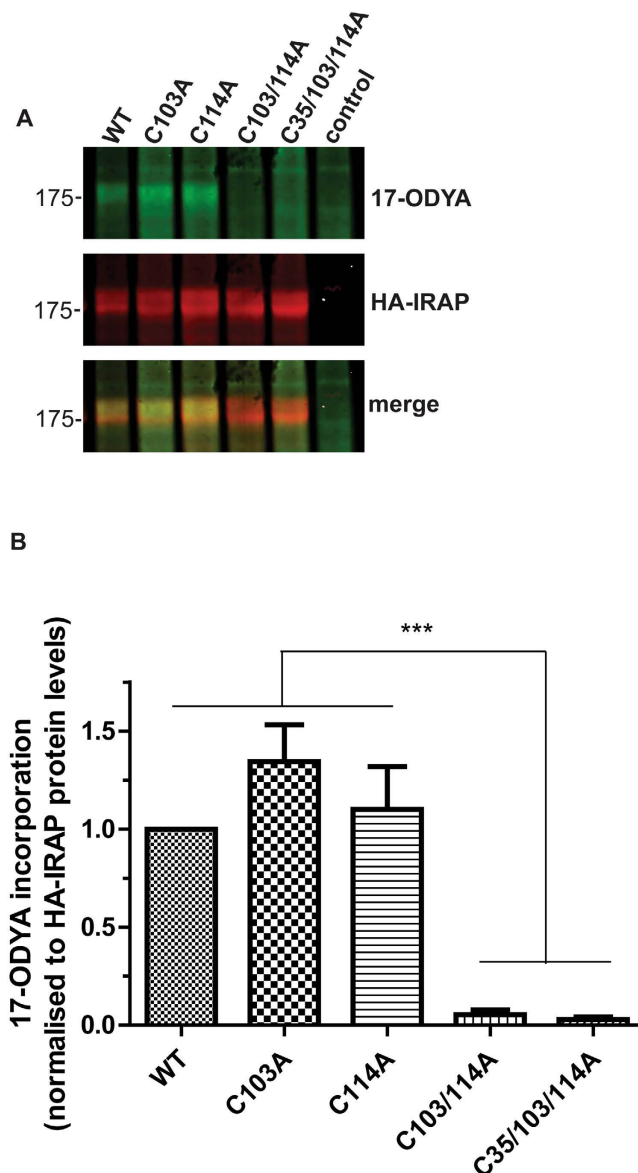 A
WT
C103A
C114A
C103/114A
C35/103/114A
control
175-
17-ODYA
175-
HA-IRAP
175-
merge
B
17-ODYA incorporation
(normalised to HA-IRAP protein levels)
***
1.5
1.0
0.5
0.0
WT
C103A
C114A
C103/114A
C35/103/114A